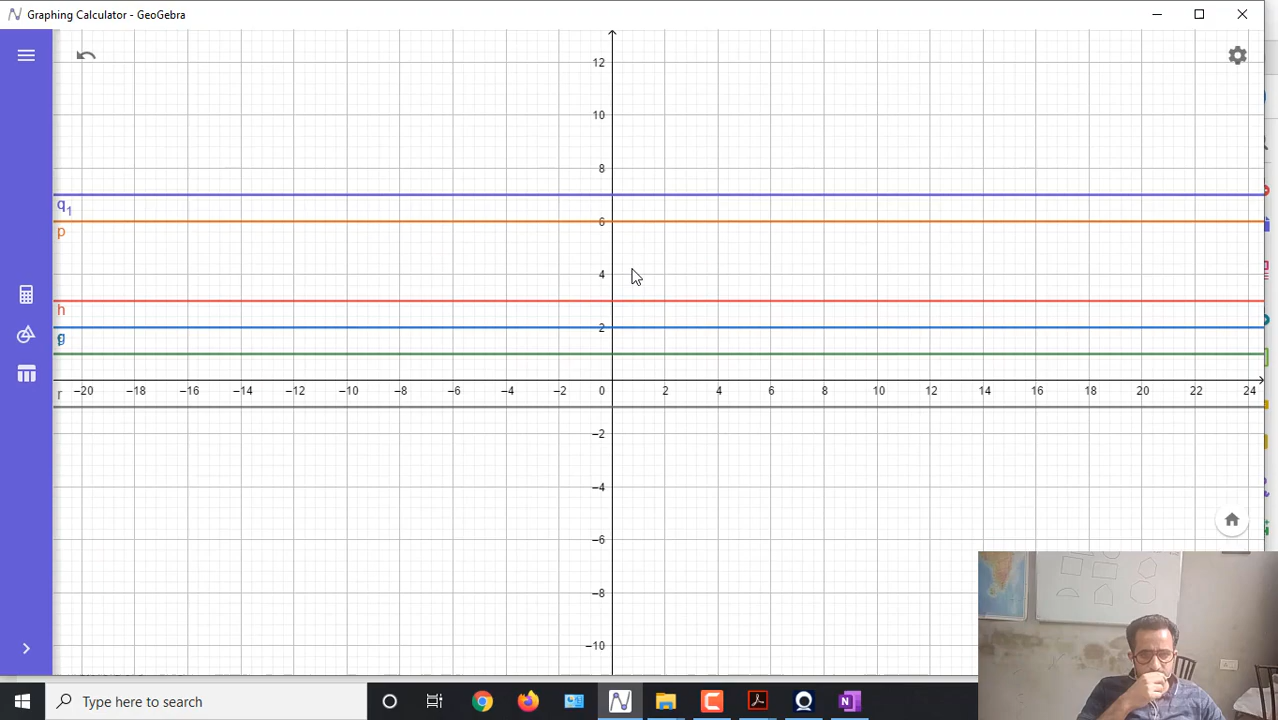 Graphing Calculator - GeoGebra
12
10
8
q1
6
p
4
h
2
g
r
−20 −18 −16 −14 −12 −10 −8 −6 −4 −2 0 2 4 6 8 10 12 14 16 18 20 22 24
−2
−4
−6
−8
−10
Type here to search